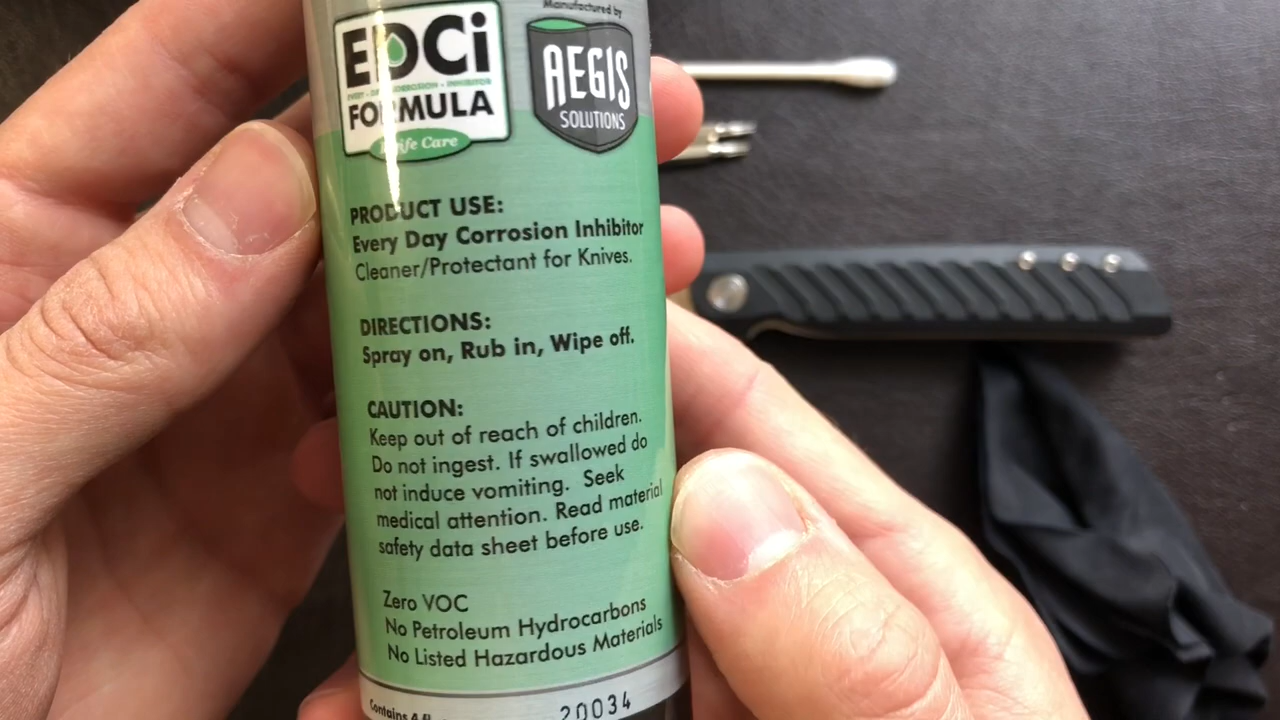 Manufactured by
EDCi
FORMULA
Knife Care
AEGIS
SOLUTIONS
PRODUCT USE:
Every Day Corrosion Inhibitor
Cleaner/Protectant for Knives.
DIRECTIONS:
Spray on, Rub in, Wipe off.
CAUTION:
Keep out of reach of children.
Do not ingest. If swallowed do
not induce vomiting. Seek
medical attention. Read material
safety data sheet before use.
Zero VOC
No Petroleum Hydrocarbons
No Listed Hazardous Materials
Contains 4 fl.
20034